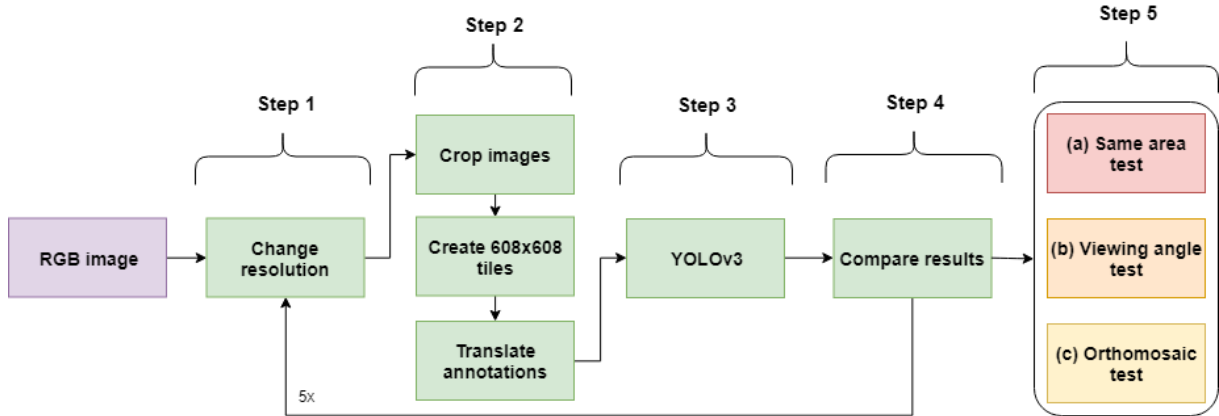 Step 1
Step 2
Step 3
Step 4
Step 5
RGB image
Change
resolution
Crop images
Create 608x608
tiles
Translate
annotations
YOLOv3
Compare results
(a) Same area
test
(b) Viewing angle
test
(c) Orthomosaic
test
5x